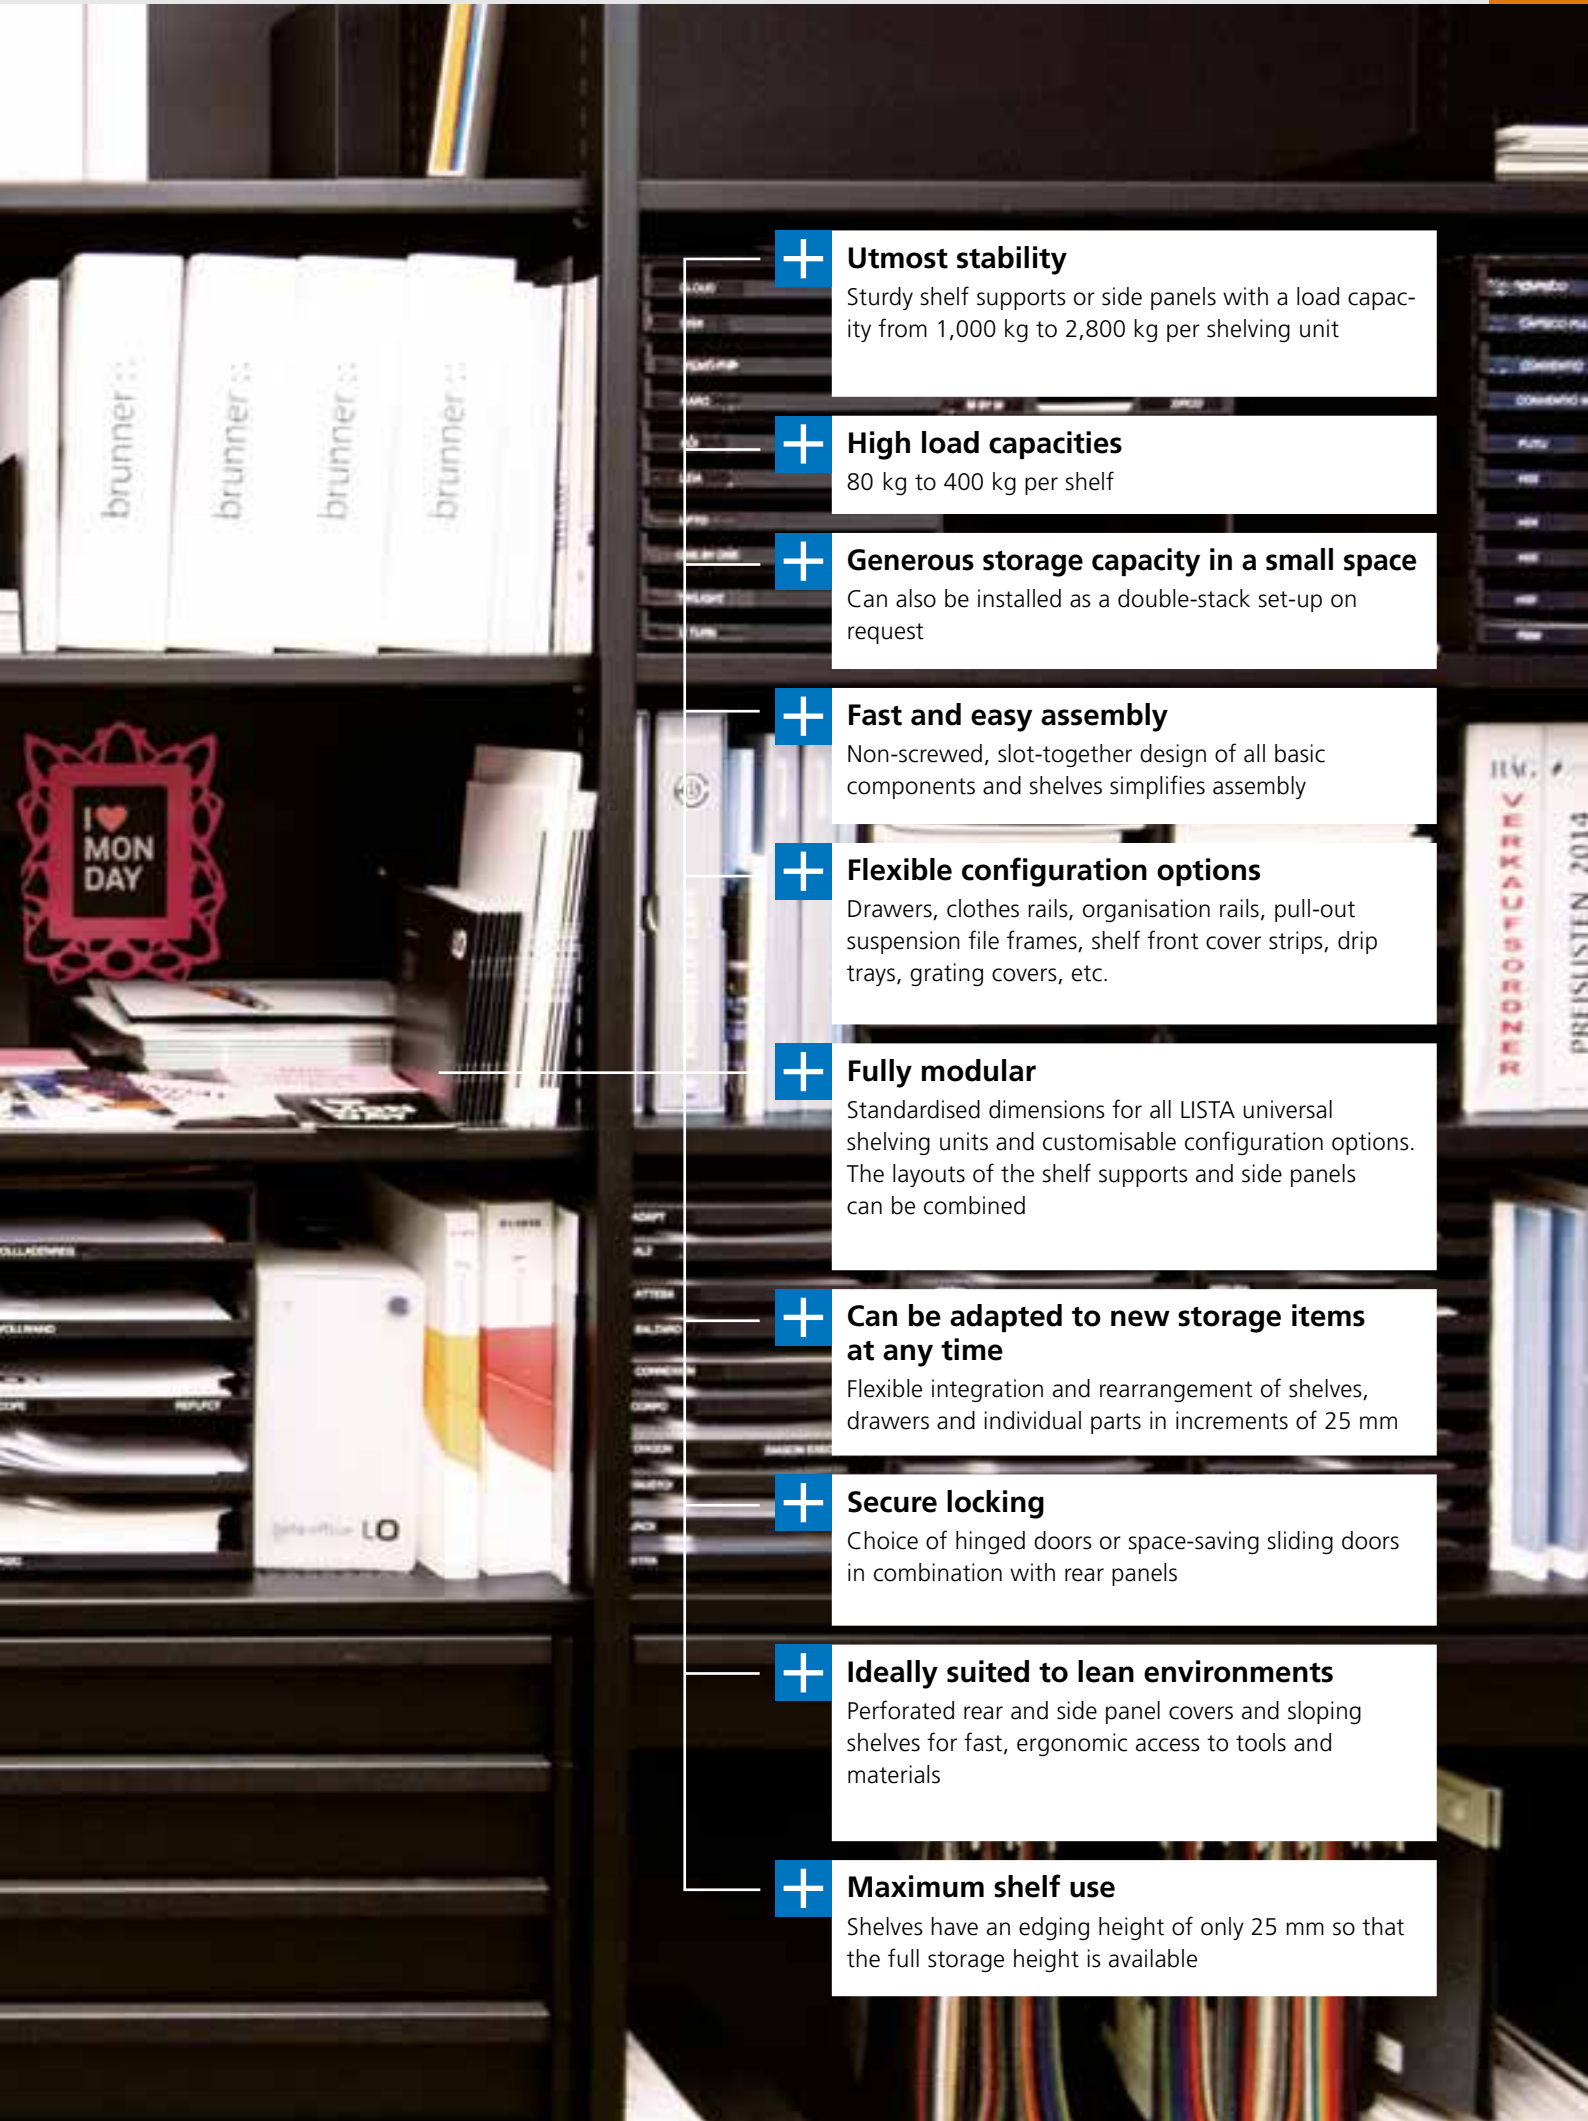 Utmost stability
Sturdy shelf supports or side panels with a load capac-
ity from 1,000 kg to 2,800 kg per shelving unit
High load capacities
80 kg to 400 kg per shelf
Generous storage capacity in a small space
Can also be installed as a double-stack set-up on
request
Fast and easy assembly
Non-screwed, slot-together design of all basic
components and shelves simplifies assembly
Flexible configuration options
Drawers, clothes rails, organisation rails, pull-out
suspension file frames, shelf front cover strips, drip
trays, grating covers, etc.
Fully modular
Standardised dimensions for all LISTA universal
shelving units and customisable configuration options.
The layouts of the shelf supports and side panels
can be combined
Can be adapted to new storage items
at any time
Flexible integration and rearrangement of shelves,
drawers and individual parts in increments of 25 mm
Secure locking
Choice of hinged doors or space-saving sliding doors
in combination with rear panels
Ideally suited to lean environments
Perforated rear and side panel covers and sloping
shelves for fast, ergonomic access to tools and
materials
Maximum shelf use
Shelves have an edging height of only 25 mm so that
the full storage height is available
brunner
brunner
brunner
brunner
I
MON
DAY
HÅG
VERKAUFSORDNER
PREISLISTEN 2014
LO
ADAPT
ATTESA